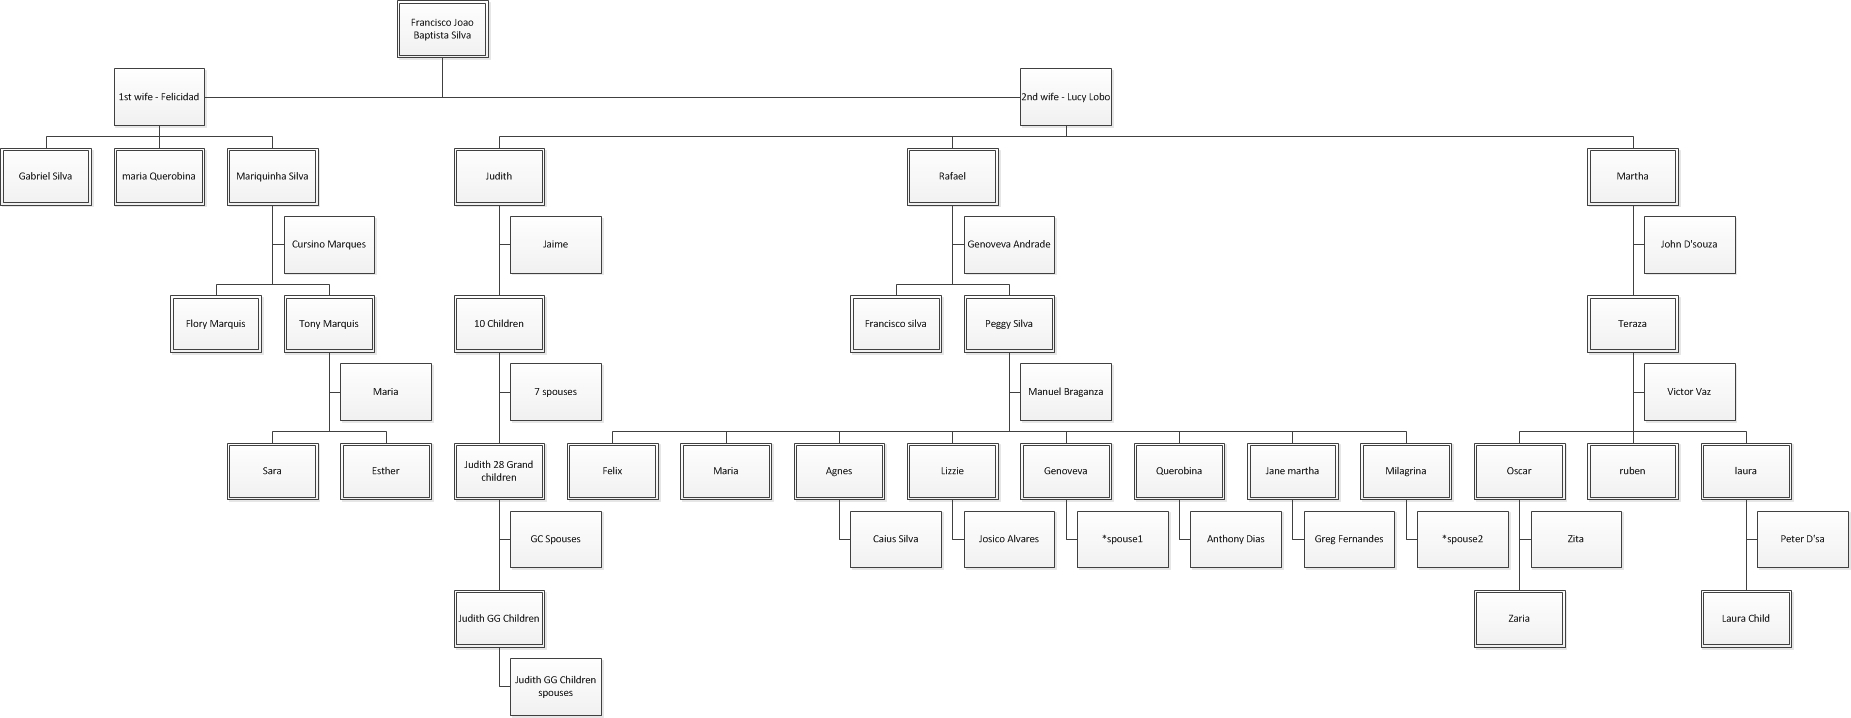 Francisco Joao
Baptista Silva
1st wife - Felicidad
2nd wife - Lucy Lobo
Gabriel Silva
maria Querobina
Mariquinha Silva
Judith
Rafael
Martha
Cursino Marques
Jaime
Genoveva Andrade
John D'souza
Flory Marquis
Tony Marquis
10 Children
Francisco silva
Peggy Silva
Teraza
Maria
7 spouses
Manuel Braganza
Victor Vaz
Sara
Esther
Judith 28 Grand
children
Felix
Maria
Agnes
Lizzie
Genoveva
Querobina
Jane martha
Milagrina
Oscar
ruben
laura
GC Spouses
Caius Silva
Josico Alvares
*spouse1
Anthony Dias
Greg Fernandes
*spouse2
Zita
Peter D'sa
Judith GG Children
Zaria
Laura Child
Judith GG Children
spouses